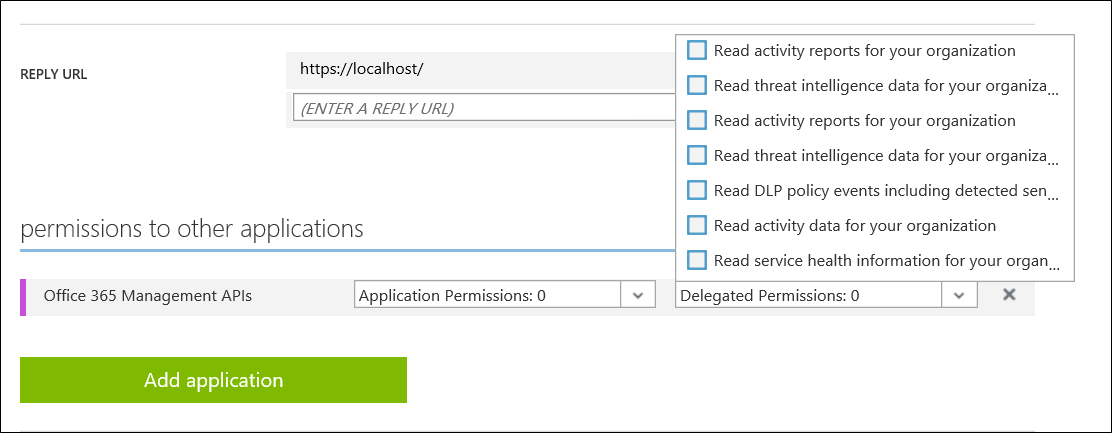 REPLY URL
https://localhost/
(ENTER A REPLY URL)
Read activity reports for your organization
Read threat intelligence data for your organiza...
Read activity reports for your organization
Read threat intelligence data for your organiza...
Read DLP policy events including detected sen...
Read activity data for your organization
Read service health information for your organ...
permissions to other applications
Office 365 Management APIs
Application Permissions: 0
Delegated Permissions: 0
Add application